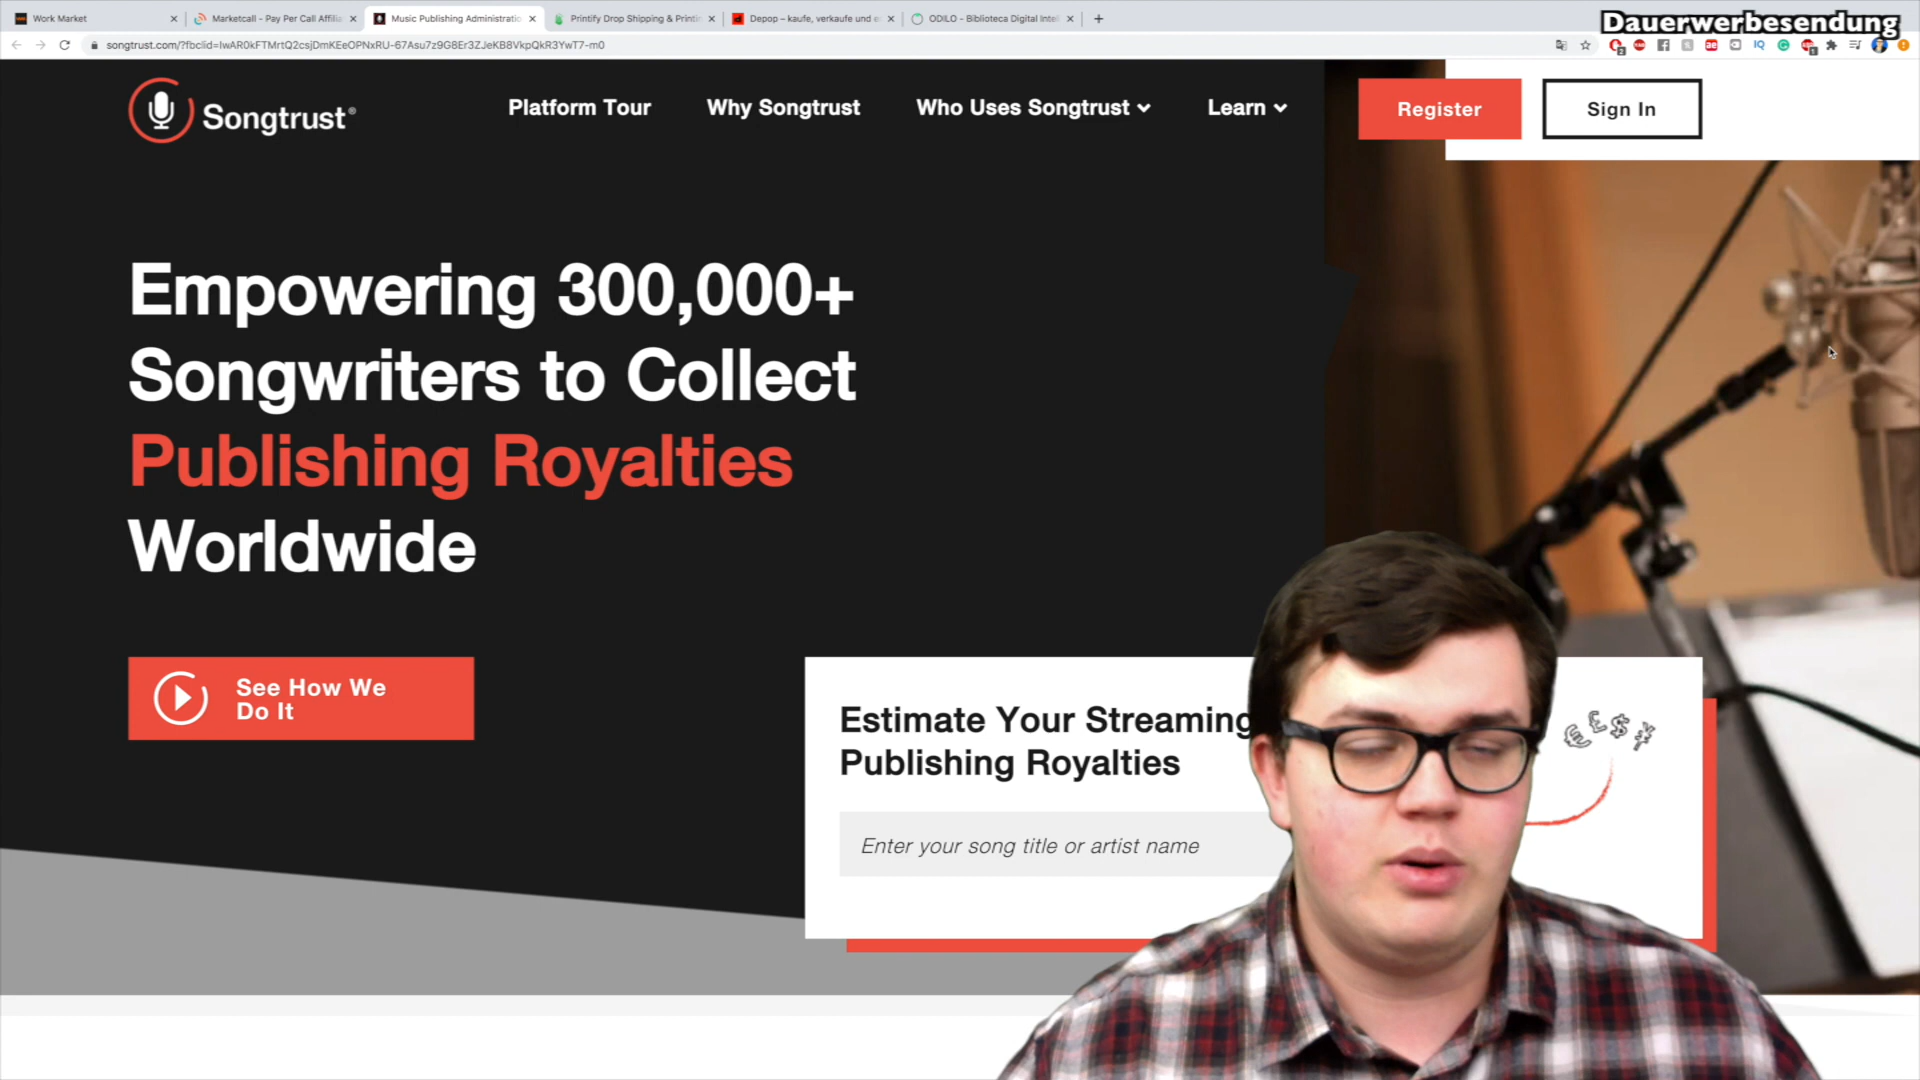 Work Market
Marketcall - Pay Per Call Affilia
Music Publishing Administratio
Printify Drop Shipping & Printin
Depop – kaufe, verkaufe und e
ODILO - Biblioteca Digital Intel
Dauerwerbesendung
songtrust.com/?fbclid=IwAR0kFTMrtQ2csjDmKEeOPNxRU-67Asu7z9G8Er3ZJeKB8VkpQkR3YwT7-m0
Songtrust®
Platform Tour
Why Songtrust
Who Uses Songtrust
Learn
Register
Sign In
Empowering 300,000+
Songwriters to Collect
Publishing Royalties
Worldwide
See How We
Do It
Estimate Your Streaming
Publishing Royalties
€£$¥
Enter your song title or artist name